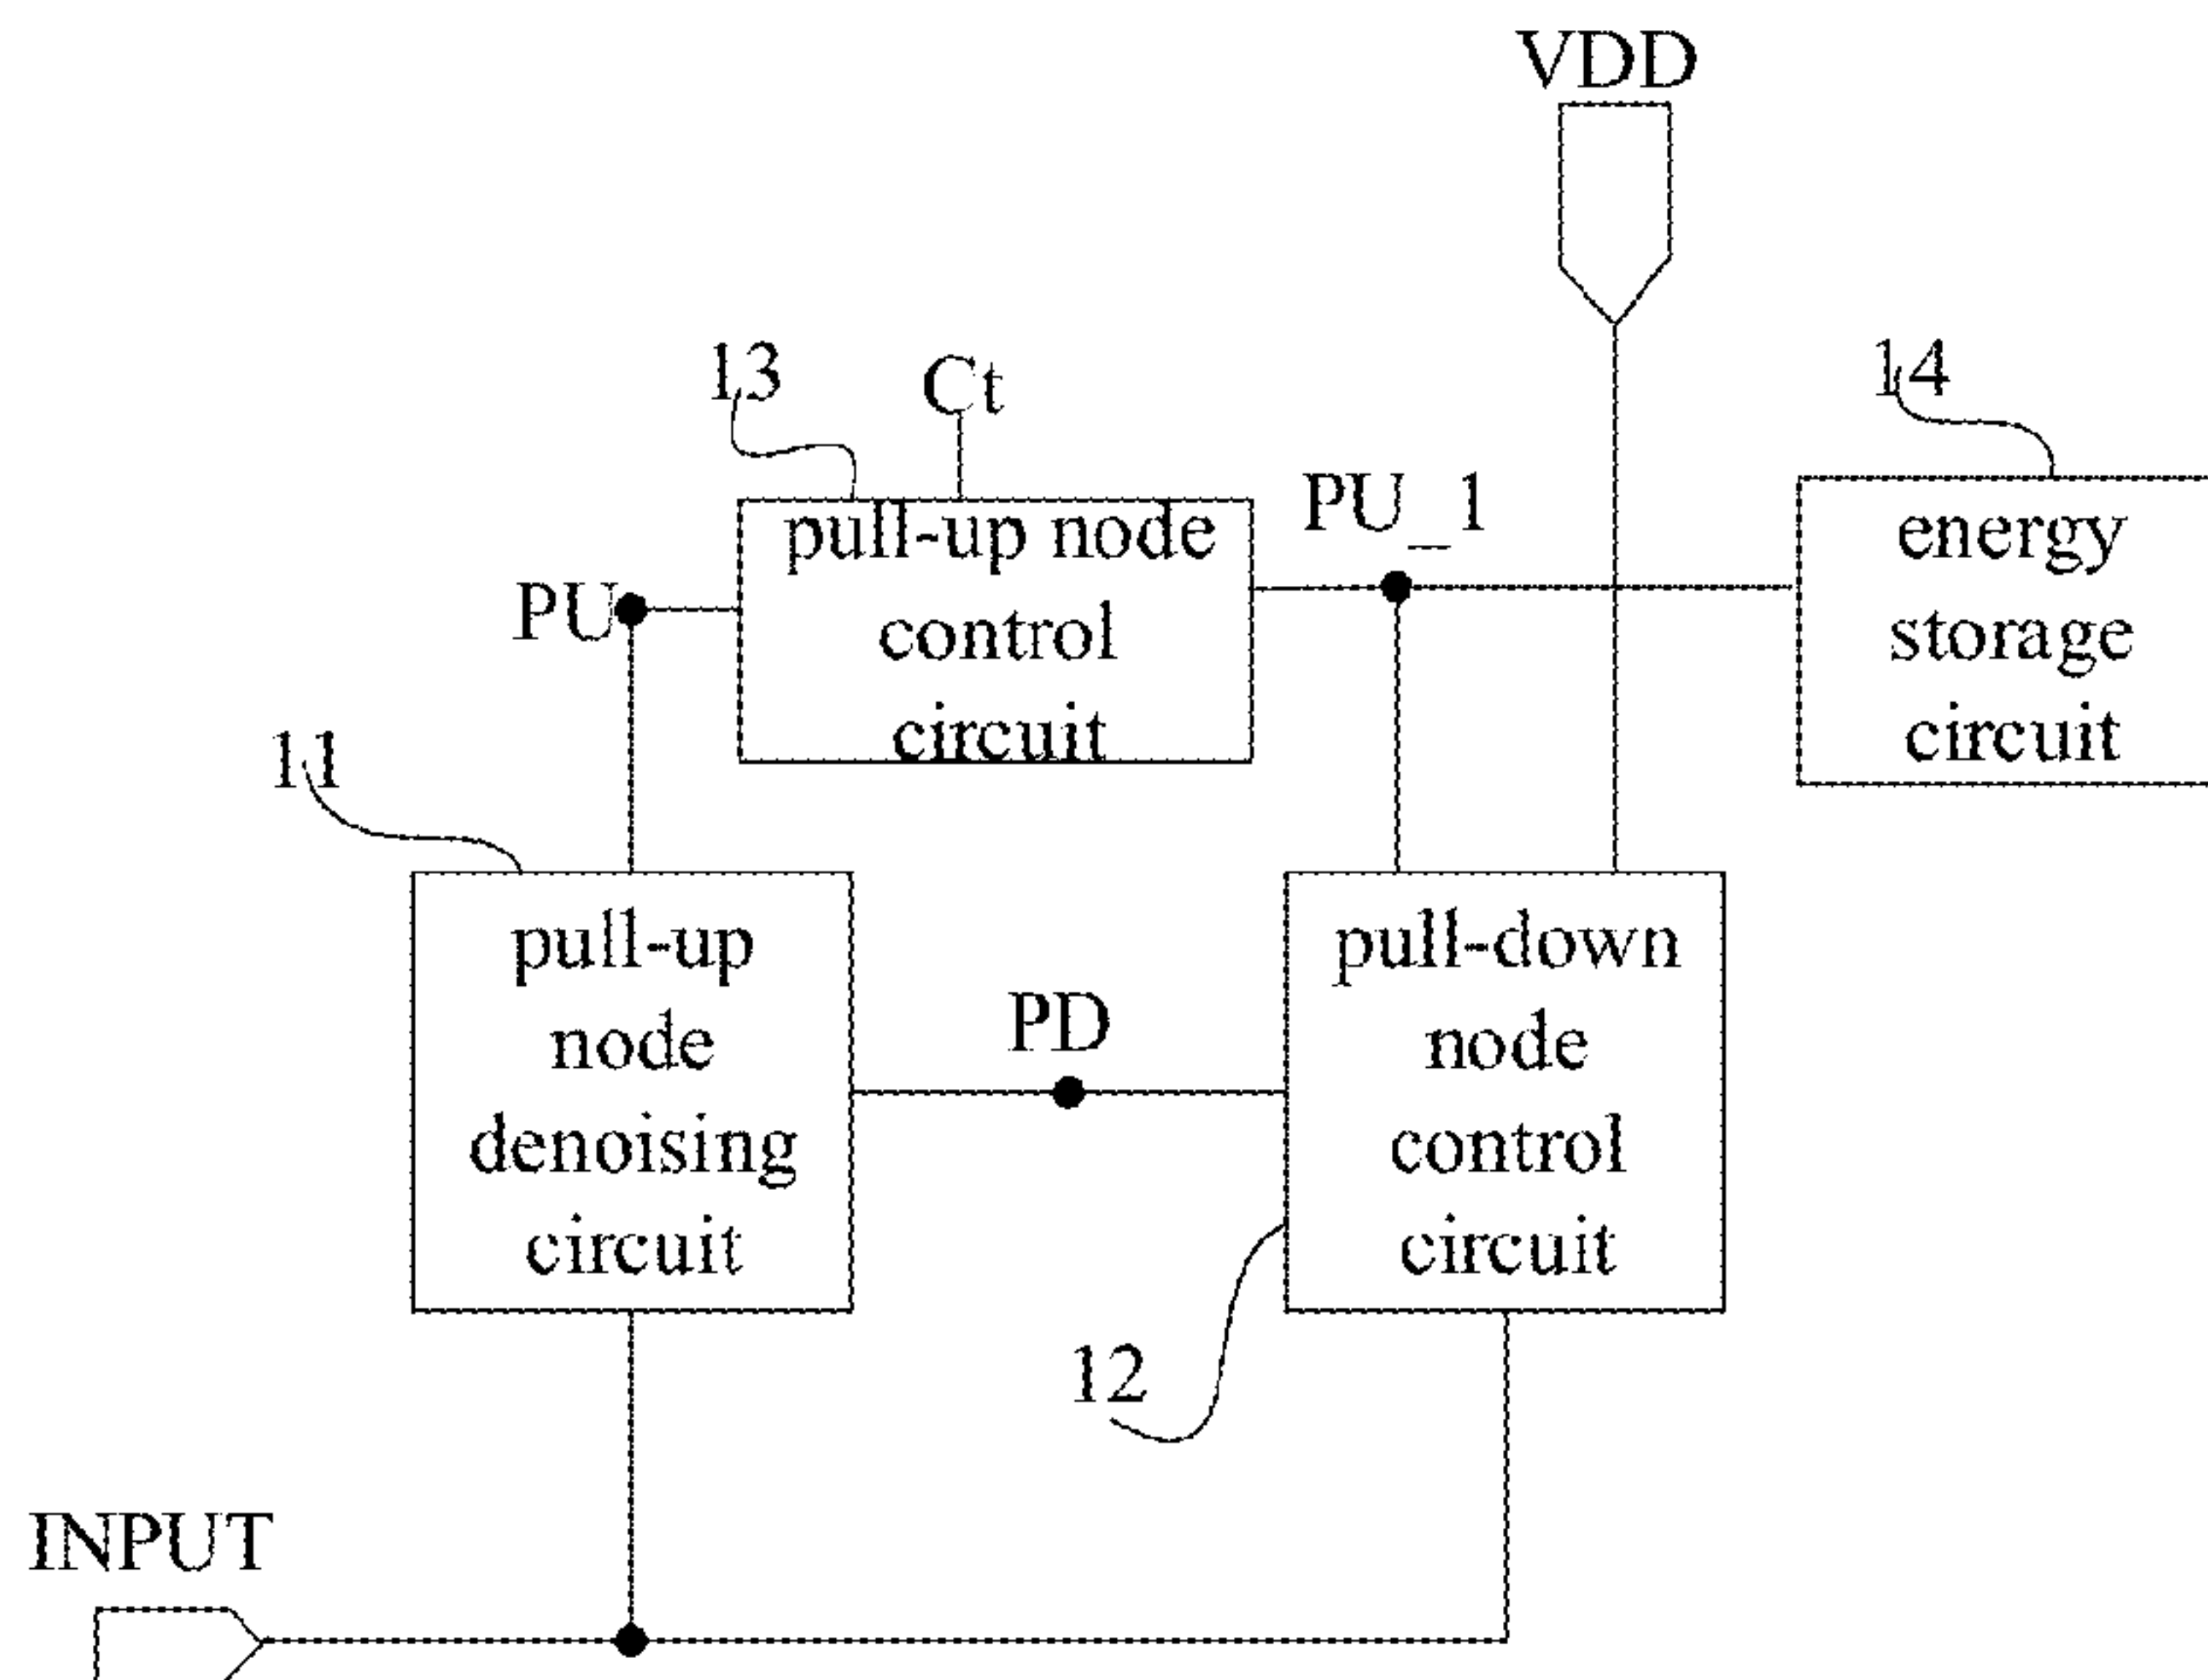 VDD
13
Ct
14
PU_1
pull-up node
control
circuit
energy
storage
circuit
PU
11
pull-up
node
denoising
circuit
PD
pull-down
node
control
circuit
12
INPUT